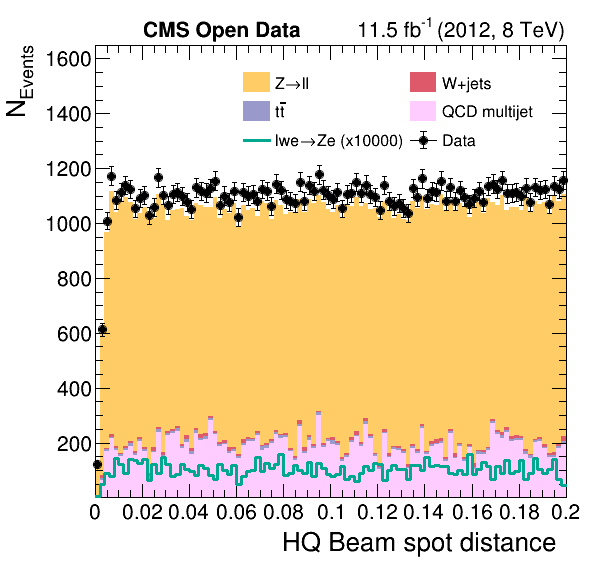 CMS Open Data 11.5 fb⁻¹ (2012, 8 TeV)
N_Events
1600
1400
1200
1000
800
600
400
200
Z→ll W+jets
tt̄ QCD multijet
lwe→Ze (x10000) Data
0 0.02 0.04 0.06 0.08 0.1 0.12 0.14 0.16 0.18 0.2
HQ Beam spot distance